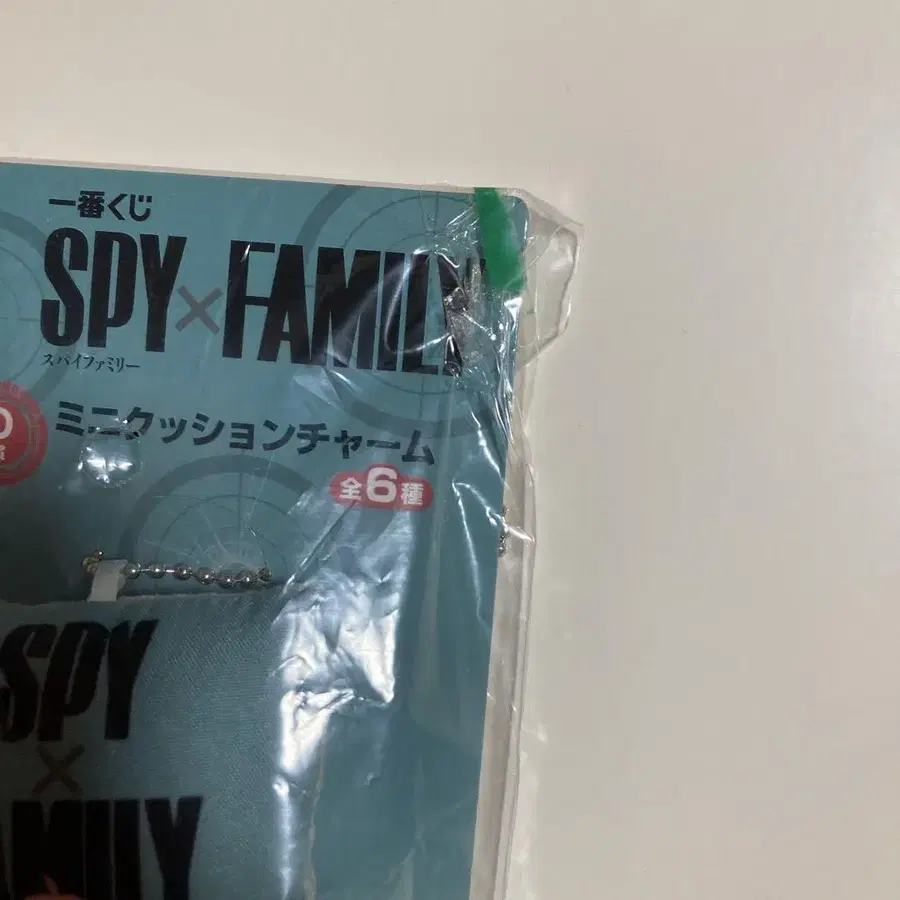 一番くじ
SPY×FAMILY
スパイファミリー
ミニクッションチャーム
全6種
SPY
×
FAMILY